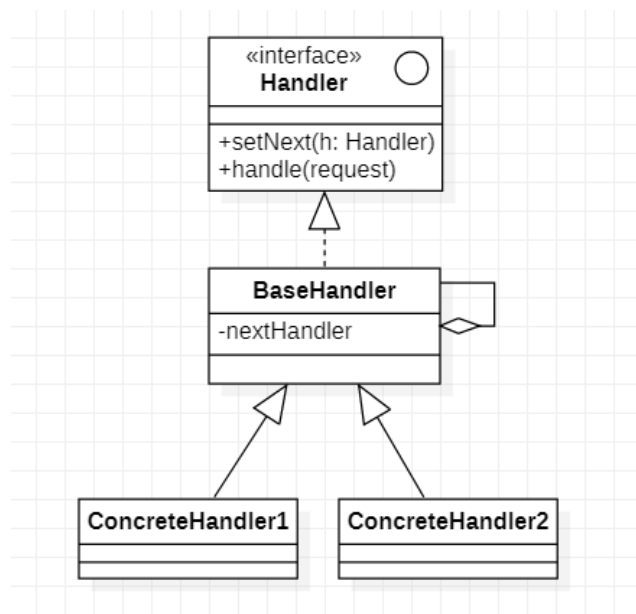 «interface»
Handler
+setNext(h: Handler)
+handle(request)
BaseHandler
-nextHandler
ConcreteHandler1
ConcreteHandler2